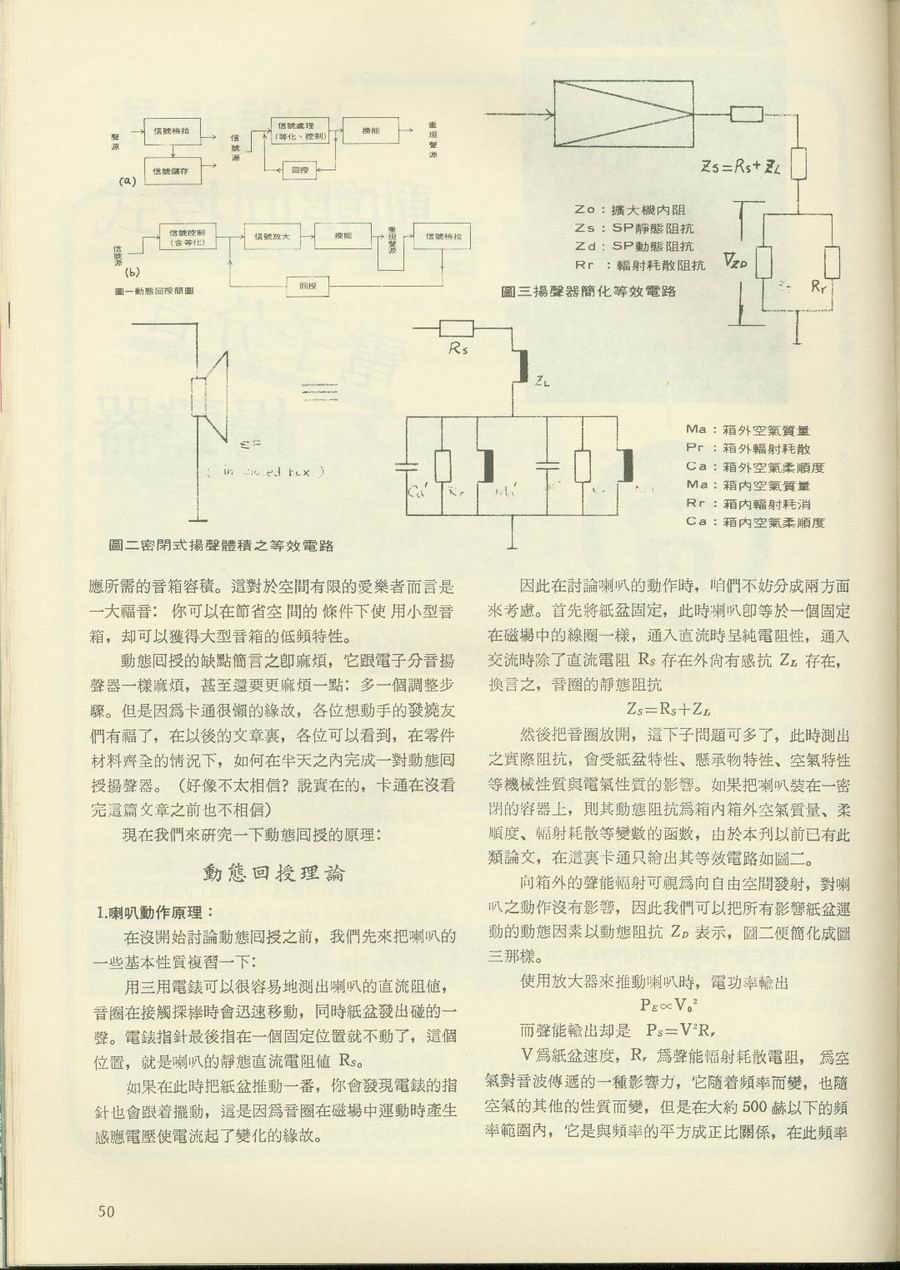 聲源
信號檢拾
信號儲存
(a)
信號源
信號處理
(等化、控制)
換能
回授
重現聲源
信號源
信號控制
(含等化)
信號放大
換能
重現聲源
信號檢拾
(b)
回授
圖一動態回授簡圖
Zs=Rs+ZL
Zo：擴大機內阻
Zs：SP靜態阻抗
Zd：SP動態阻抗
Rr：輻射耗散阻抗
VZD
Rr
圖三揚聲器簡化等效電路
Rs
ZL
Ca'
Rr
Ma'
Ma：箱外空氣質量
Pr：箱外輻射耗散
Ca：箱外空氣柔順度
Ma：箱內空氣質量
Rr：箱內輻射耗消
Ca：箱內空氣柔順度
圖二密閉式揚聲體積之等效電路
應所需的音箱容積。這對於空間有限的愛樂者而言是
一大福音：你可以在節省空間的條件下使用小型音
箱，却可以獲得大型音箱的低頻特性。
動態回授的缺點簡言之卽麻煩，它跟電子分音揚
聲器一樣麻煩，甚至還要更麻煩一點：多一個調整步
驟。但是因爲卡通很懶的緣故，各位想動手的發燒友
們有福了，在以後的文章裏，各位可以看到，在零件
材料齊全的情況下，如何在半天之內完成一對動態回
授揚聲器。（好像不太相信？說實在的，卡通在沒看
完這篇文章之前也不相信）
現在我們來研究一下動態回授的原理：
動態回授理論
1.喇叭動作原理：
在沒開始討論動態回授之前，我們先來把喇叭的
一些基本性質複習一下：
用三用電錶可以很容易地測出喇叭的直流阻値，
音圈在接觸探棒時會迅速移動，同時紙盆發出碰的一
聲。電錶指針最後指在一個固定位置就不動了，這個
位置，就是喇叭的靜態直流電阻値 Rs。
如果在此時把紙盆推動一番，你會發現電錶的指
針也會跟着擺動，這是因爲音圈在磁場中運動時產生
感應電壓使電流起了變化的緣故。
因此在討論喇叭的動作時，咱們不妨分成兩方面
來考慮。首先將紙盆固定，此時喇叭卽等於一個固定
在磁場中的線圈一樣，通入直流時呈純電阻性，通入
交流時除了直流電阻 Rs 存在外尙有感抗 ZL 存在，
換言之，音圈的靜態阻抗
Zs=Rs+ZL
然後把音圈放開，這下子問題可多了，此時測出
之實際阻抗，會受紙盆特性、懸承物特性、空氣特性
等機械性質與電氣性質的影響。如果把喇叭裝在一密
閉的容器上，則其動態阻抗爲箱內箱外空氣質量、柔
順度、輻射耗散等變數的函數，由於本刊以前已有此
類論文，在這裏卡通只繪出其等效電路如圖二。
向箱外的聲能輻射可視爲向自由空間發射，對喇
叭之動作沒有影響，因此我們可以把所有影響紙盆運
動的動態因素以動態阻抗 ZD 表示，圖二便簡化成圖
三那樣。
使用放大器來推動喇叭時，電功率輸出
PE∝V₀²
而聲能輸出却是 Ps=V²Rr
V爲紙盆速度，Rr 爲聲能輻射耗散電阻，爲空
氣對音波傳遞的一種影響力，它隨着頻率而變，也隨
空氣的其他的性質而變，但是在大約 500 赫以下的頻
率範圍內，它是與頻率的平方成正比關係，在此頻率
50